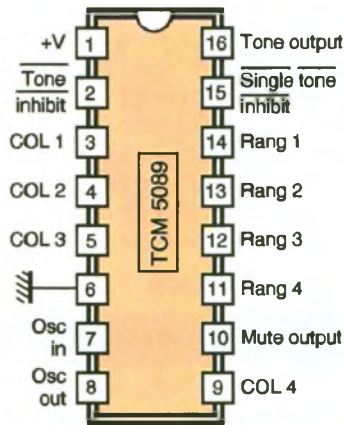 +V 1 16 Tone output
Tone 2 15 Single tone
inhibit inhibit
COL 1 3 14 Rang 1
COL 2 4 13 Rang 2
TCM 5089
COL 3 5 12 Rang 3
6 11 Rang 4
Osc 7 10 Mute output
in
Osc 8 9 COL 4
out